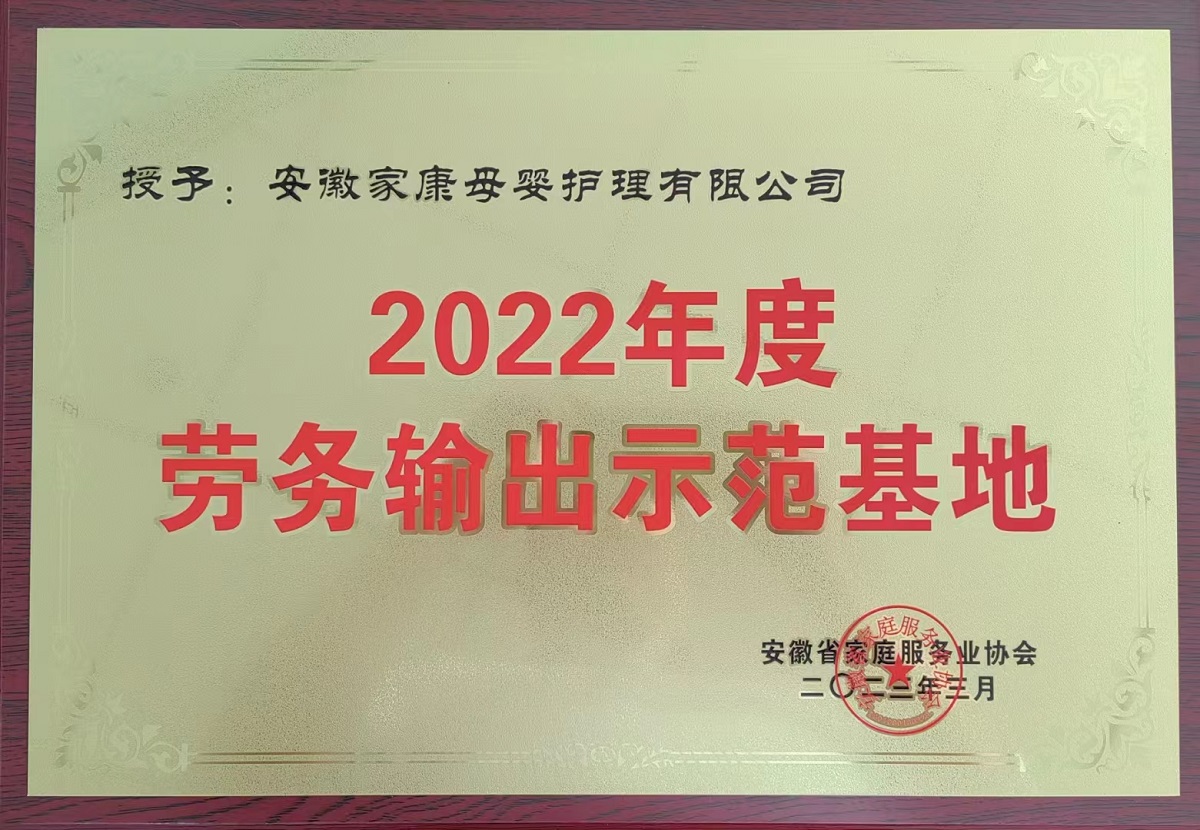 授予：安徽家康母婴护理有限公司
2022年度
劳务输出示范基地
安徽省家庭服务业协会
二〇二三年三月